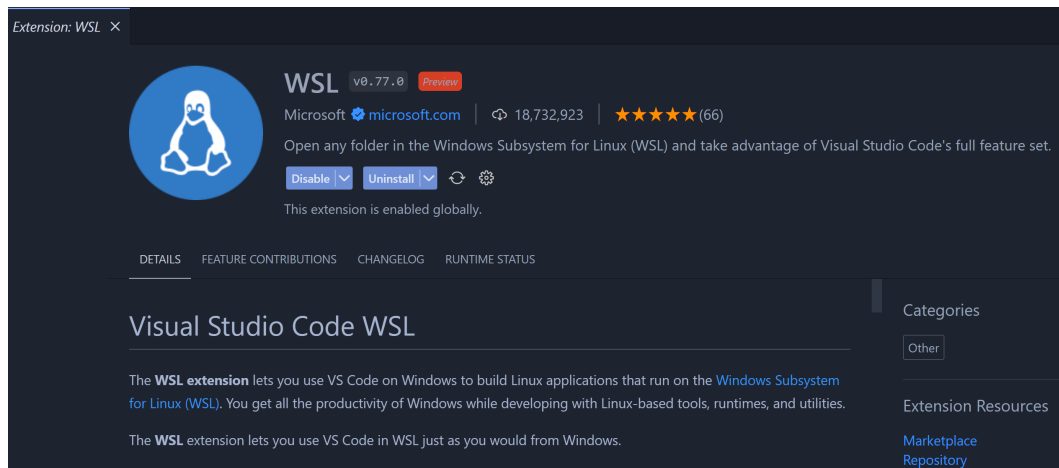 Extension: WSL
WSL v0.77.0 Preview
Microsoft microsoft.com 18,732,923 (66)
Open any folder in the Windows Subsystem for Linux (WSL) and take advantage of Visual Studio Code's full feature set.
Disable Uninstall
This extension is enabled globally.
DETAILS FEATURE CONTRIBUTIONS CHANGELOG RUNTIME STATUS
Visual Studio Code WSL
The WSL extension lets you use VS Code on Windows to build Linux applications that run on the Windows Subsystem
for Linux (WSL). You get all the productivity of Windows while developing with Linux-based tools, runtimes, and utilities.
The WSL extension lets you use VS Code in WSL just as you would from Windows.
Categories
Other
Extension Resources
Marketplace
Repository